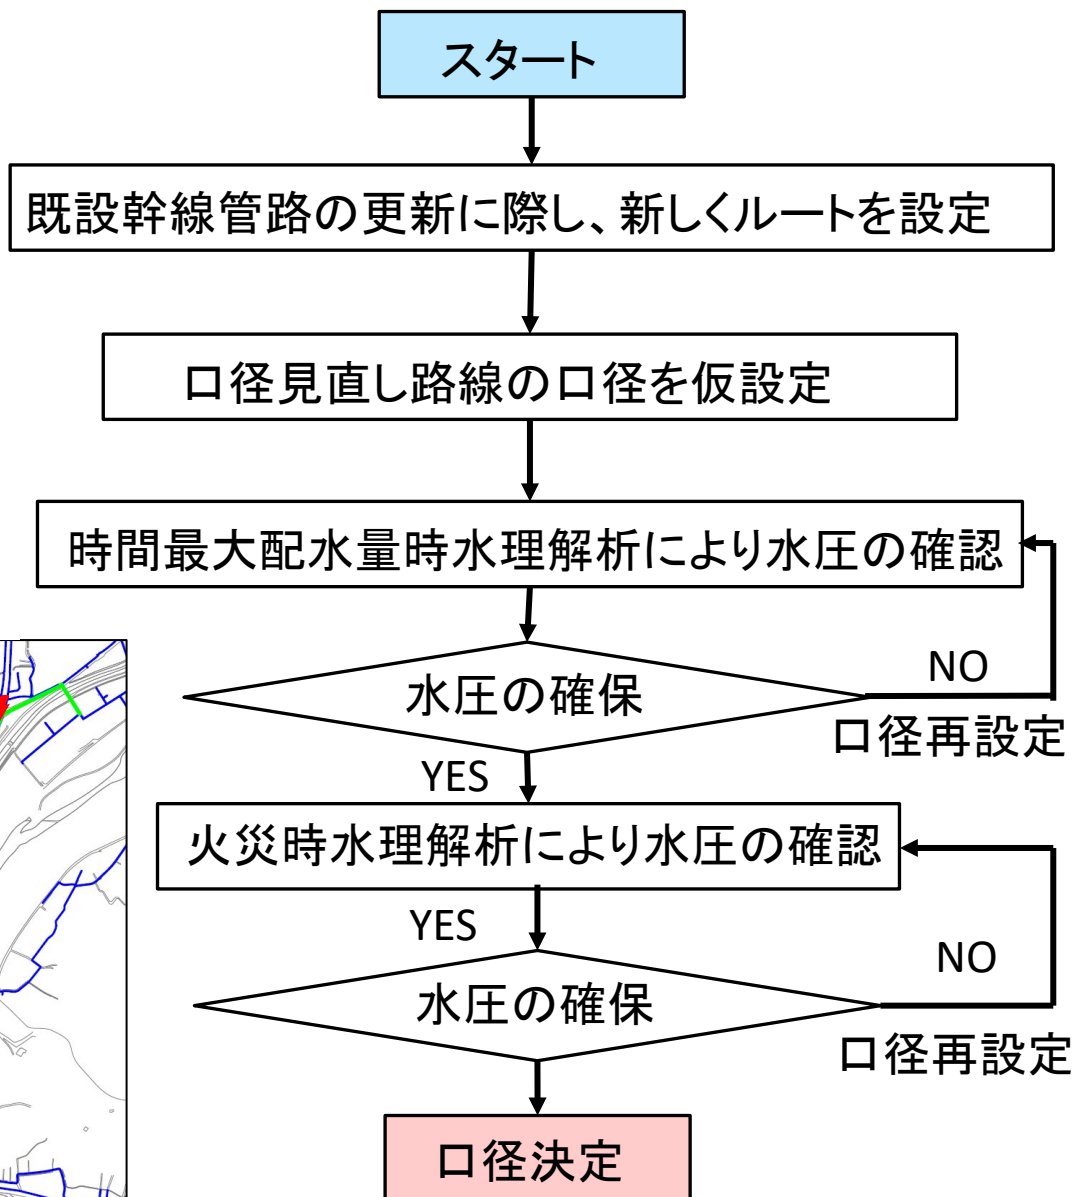 スタート
既設幹線管路の更新に際し、新しくルートを設定
口径見直し路線の口径を仮設定
時間最大配水量時水理解析により水圧の確認
水圧の確保
NO
口径再設定
YES
火災時水理解析により水圧の確認
YES
水圧の確保
NO
口径再設定
口径決定